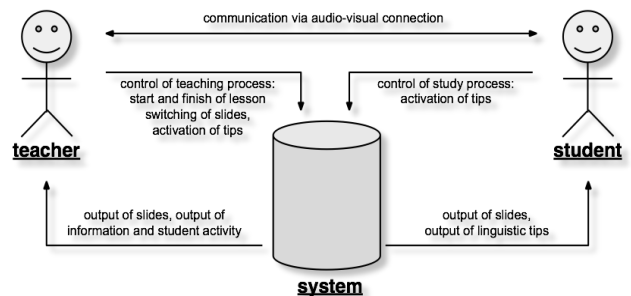 communication via audio-visual connection
control of teaching process:
start and finish of lesson
switching of slides,
activation of tips
control of study process:
activation of tips
teacher
student
output of slides, output of
information and student activity
output of slides,
output of linguistic tips
system